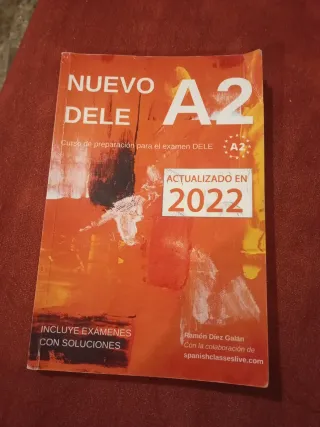 NUEVO
DELE
A2
Curso de preparación para el examen DELE
A2
ACTUALIZADO EN
2022
INCLUYE EXÁMENES
CON SOLUCIONES
Ramón Díez Galán
Con la colaboración de
spanishclasseslive.com